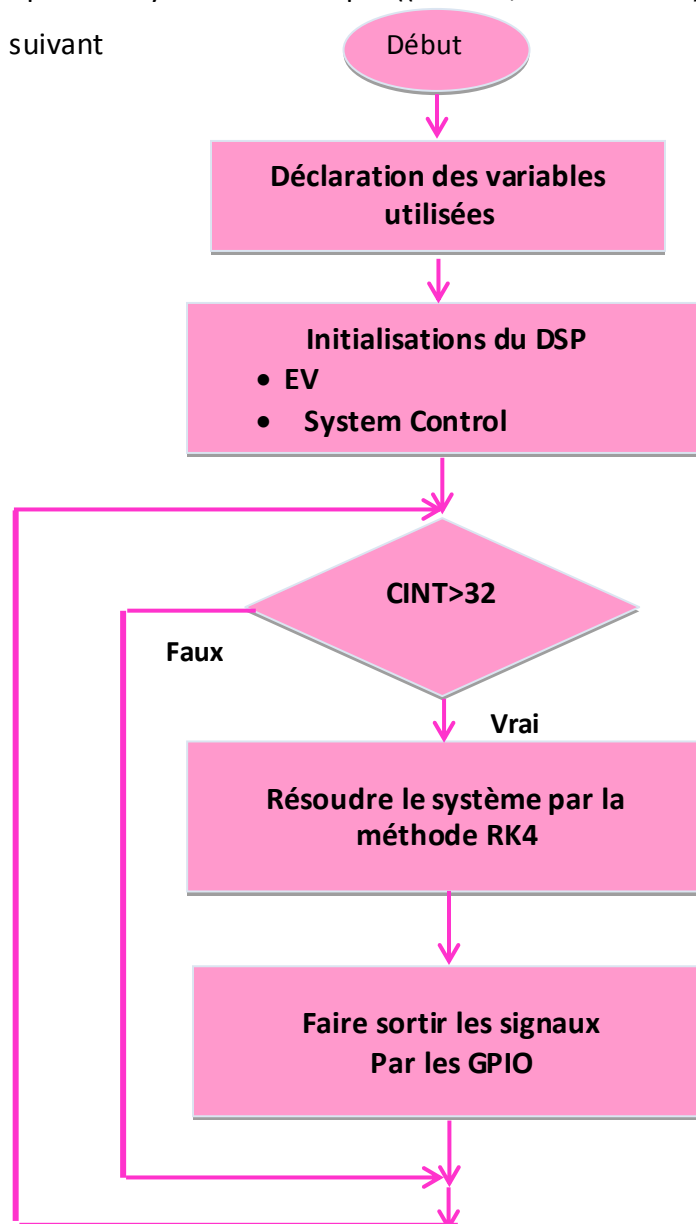 suivant
Début
Déclaration des variables
utilisées
Initialisations du DSP
• EV
• System Control
CINT>32
Faux
Vrai
Résoudre le système par la
méthode RK4
Faire sortir les signaux
Par les GPIO